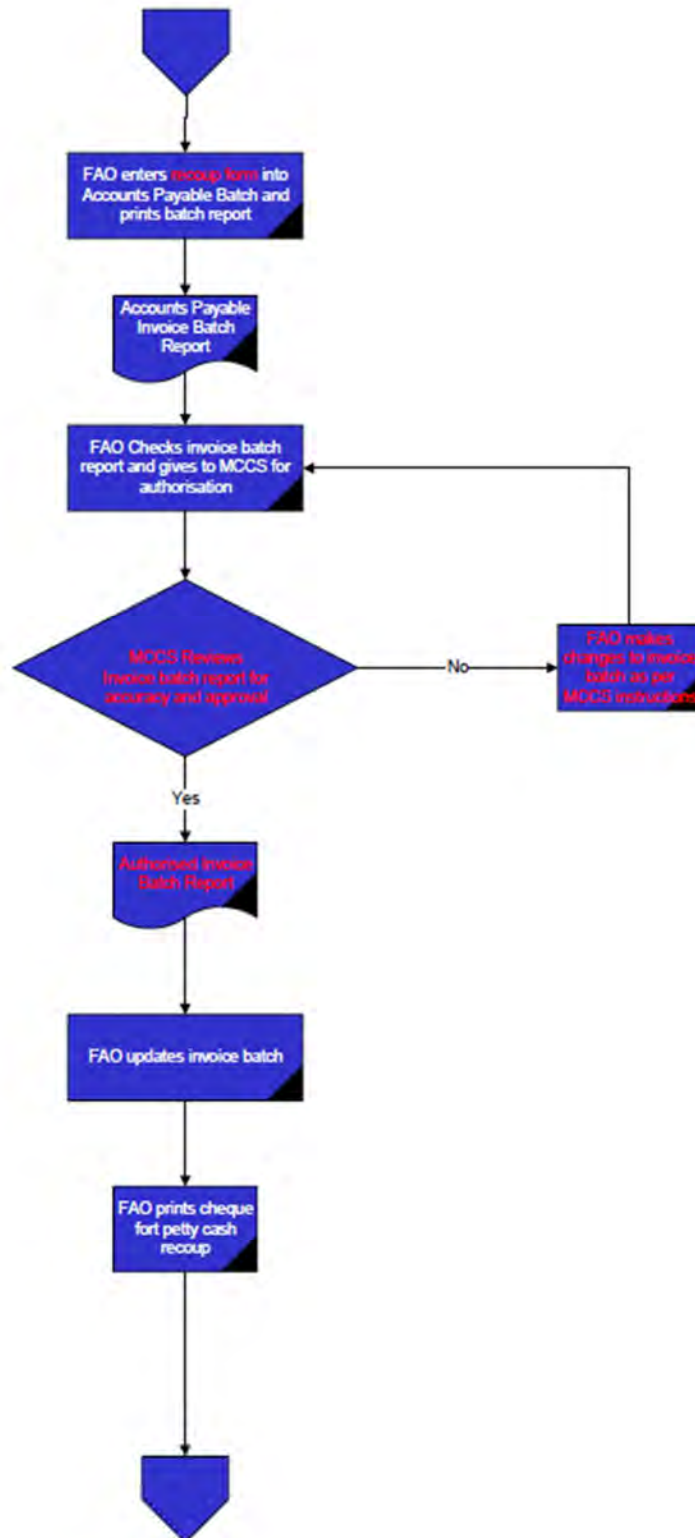 FAO enters recoup form into
Accounts Payable Batch and
prints batch report
Accounts Payable
Invoice Batch
Report
FAO Checks invoice batch
report and gives to MCCS for
authorisation
MCCS Reviews
Invoice batch report for
accuracy and approval
No
FAO makes
changes to invoice
batch as per
MCCS instructions
Yes
Authorised Invoice
Batch Report
FAO updates invoice batch
FAO prints cheque
fort petty cash
recoup